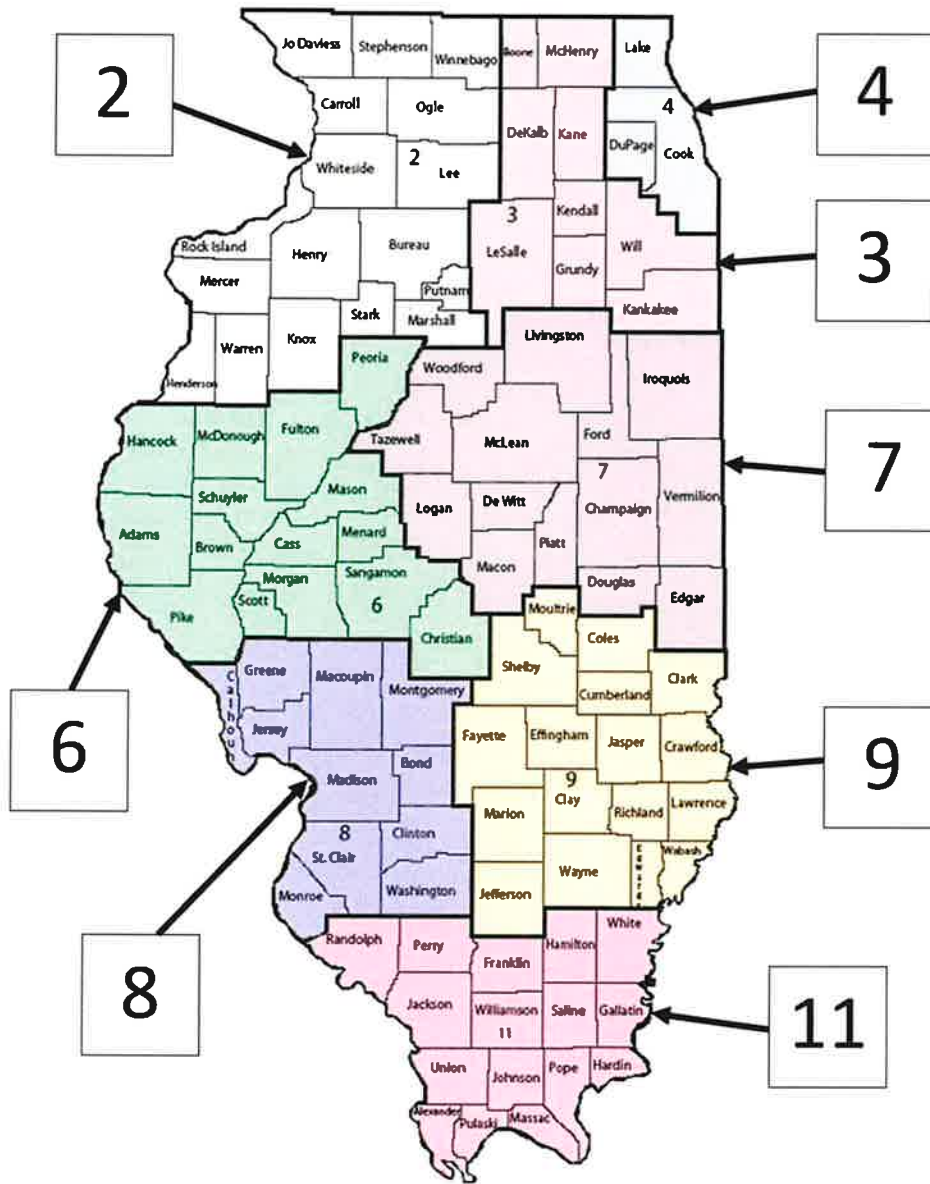 Jo Daviess
Stephenson
Winnebago
Boone
McHenry
Lake
2
4
Carroll
Ogle
4
DeKalb
Kane
DuPage
Cook
Whiteside
2
Lee
3
Kendall
Rock Island
Henry
Bureau
LeSalle
Will
3
Grundy
Mercer
Putnam
Kankakee
Stark
Marshall
Knox
Warren
Henderson
Livingston
Peoria
Woodford
Iroquois
Hancock
McDonough
Fulton
Tazewell
McLean
Ford
7
7
Schuyler
Mason
Logan
De Witt
Champaign
Vermilion
Adams
Brown
Cass
Menard
Macon
Piatt
Morgan
Sangamon
Douglas
Edgar
Pike
Scott
6
Moultrie
Christian
Coles
6
Shelby
Clark
Calhoun
Greene
Macoupin
Montgomery
Cumberland
Jersey
Fayette
Effingham
Jasper
Crawford
9
Madison
Bond
9
Clay
Richland
Lawrence
Marion
8
St. Clair
Clinton
Edwards
Wabash
Wayne
Monroe
Washington
Jefferson
8
Randolph
Perry
Franklin
Hamilton
White
Jackson
Williamson
11
Saline
Gallatin
11
Union
Johnson
Pope
Hardin
Alexander
Pulaski
Massac